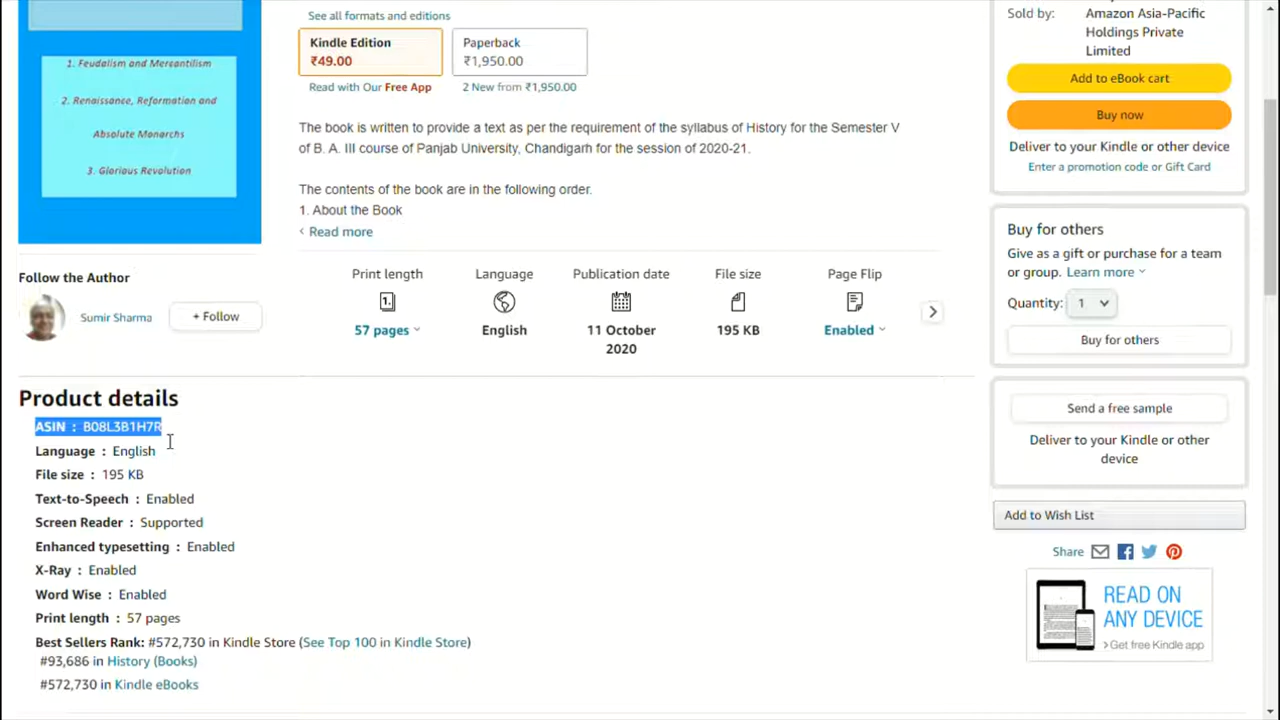 1. Feudalism and Mercantilism
2. Renaissance, Reformation and
Absolute Monarchs
3. Glorious Revolution
See all formats and editions
Kindle Edition
₹49.00
Paperback
₹1,950.00
Read with Our Free App
2 New from ₹1,950.00
The book is written to provide a text as per the requirement of the syllabus of History for the Semester V
of B. A. III course of Panjab University, Chandigarh for the session of 2020-21.
The contents of the book are in the following order.
1. About the Book
Read more
Follow the Author
Sumir Sharma
+ Follow
Print length
57 pages
Language
English
Publication date
11 October
2020
File size
195 KB
Page Flip
Enabled
Product details
ASIN : B08L3B1H7R
Language : English
File size : 195 KB
Text-to-Speech : Enabled
Screen Reader : Supported
Enhanced typesetting : Enabled
X-Ray : Enabled
Word Wise : Enabled
Print length : 57 pages
Best Sellers Rank: #572,730 in Kindle Store (See Top 100 in Kindle Store)
#93,686 in History (Books)
#572,730 in Kindle eBooks
Sold by:
Amazon Asia-Pacific
Holdings Private
Limited
Add to eBook cart
Buy now
Deliver to your Kindle or other device
Enter a promotion code or Gift Card
Buy for others
Give as a gift or purchase for a team
or group. Learn more
Quantity: 1
Buy for others
Send a free sample
Deliver to your Kindle or other
device
Add to Wish List
Share
READ ON
ANY DEVICE
Get free Kindle app